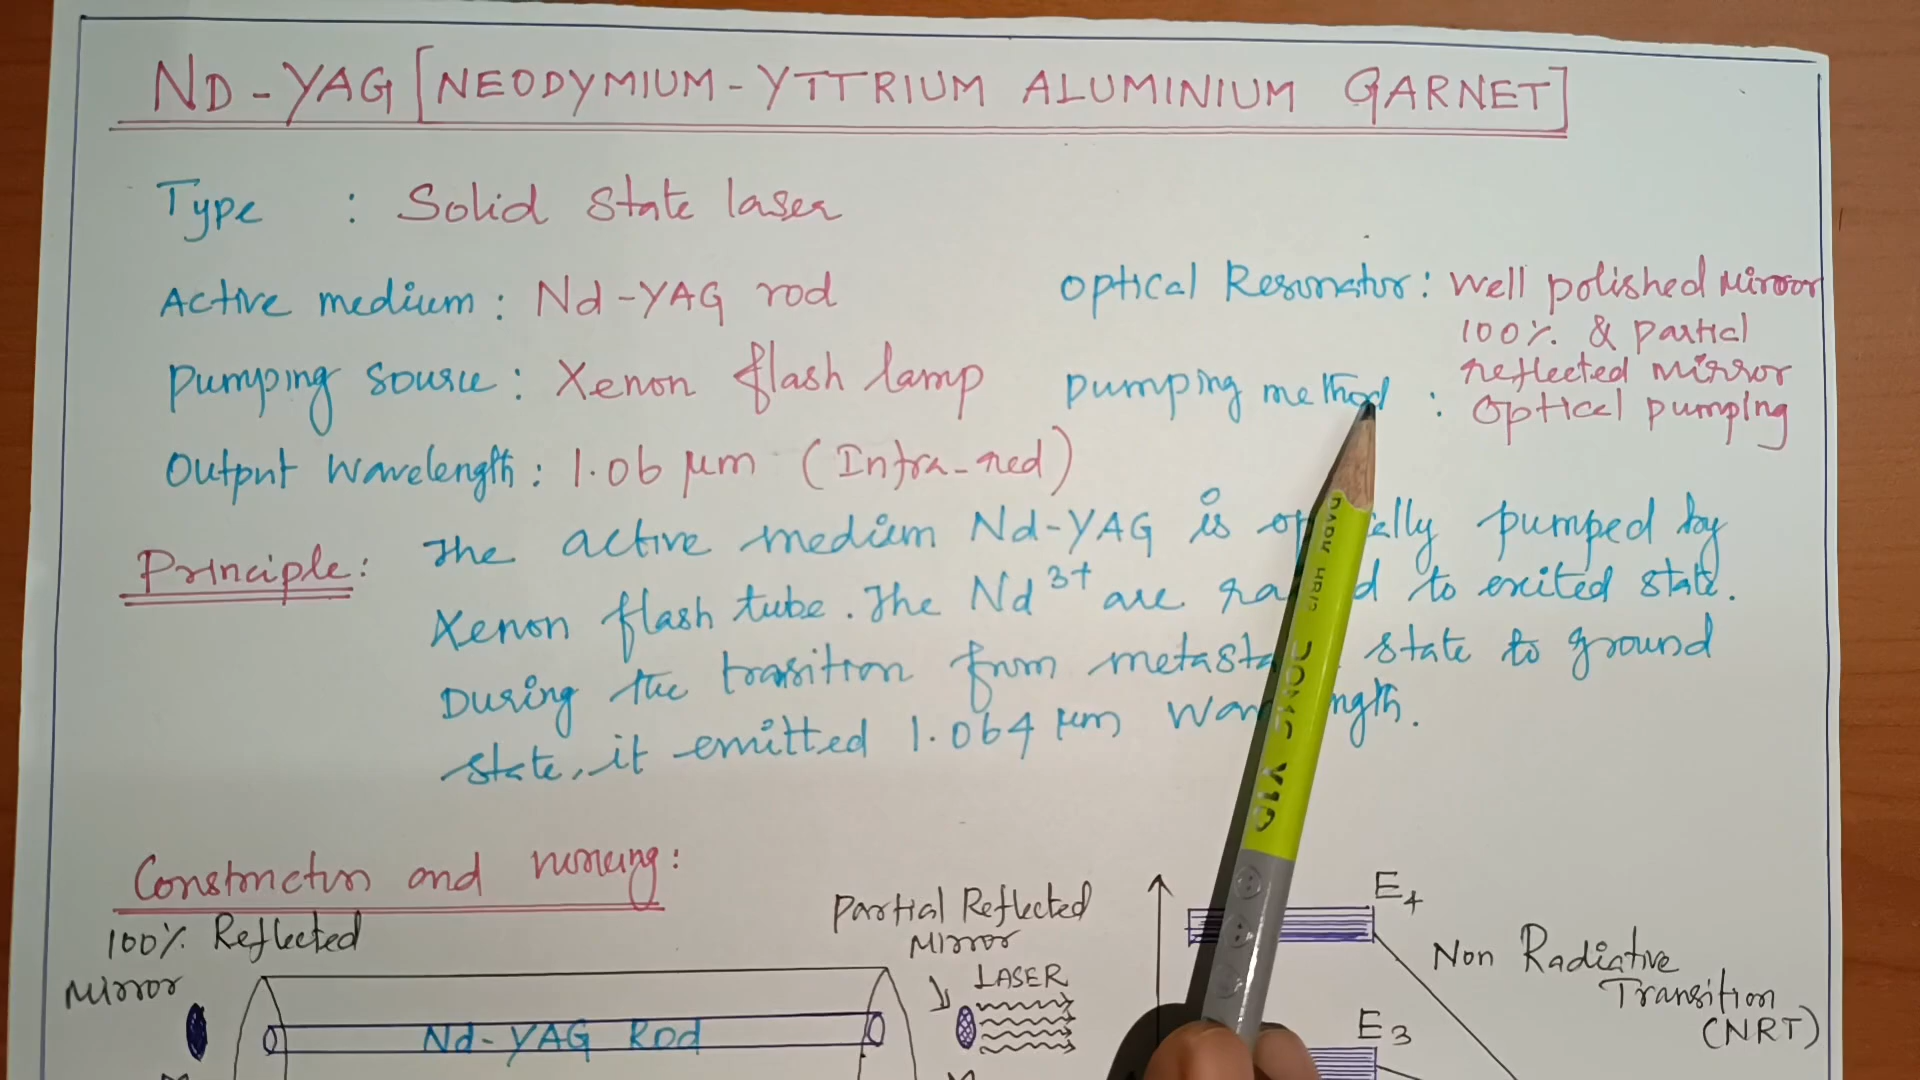 ND-YAG [NEODYMIUM-YTTRIUM ALUMINIUM GARNET]
Type : Solid state laser
Active medium : Nd-YAG rod
Pumping source : Xenon flash lamp
Output wavelength : 1.06 μm (Infra-red)
Optical Resonator : well polished mirror
100% & partial
reflected mirror
Pumping method : Optical pumping
Principle : The active medium Nd-YAG is pumped by
Xenon flash tube. The Nd3+ are to excited state.
During the transition from state to ground
state, it emitted 1.064 μm
Construction and working :
100% Reflected
Mirror
Nd-YAG Rod
Partial Reflected
Mirror
LASER
E4
Non Radiative
Transition
(NRT)
E3